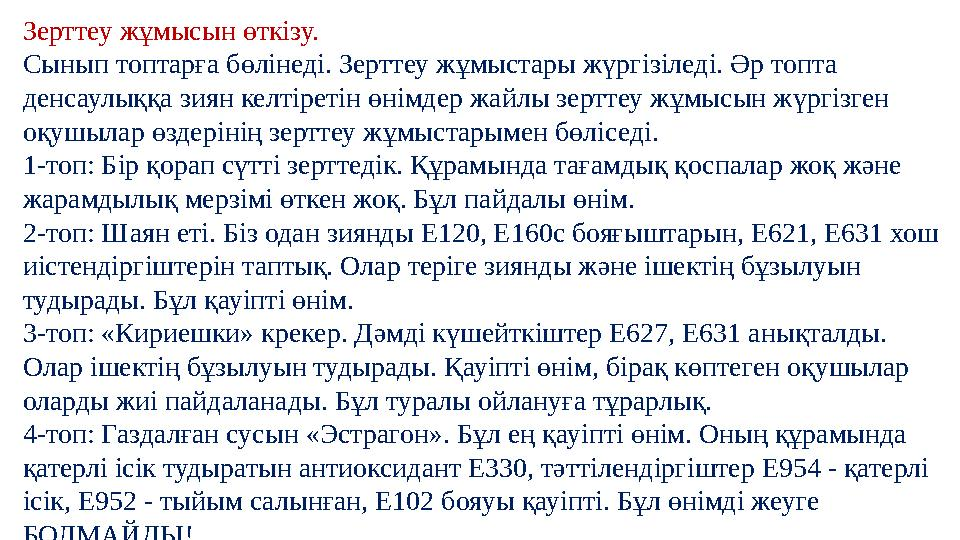 Зерттеу жұмысын өткізу.
Сынып топтарға бөлінеді. Зерттеу жұмыстары жүргізіледі. Әр топта
денсаулыққа зиян келтіретін өнімдер жайлы зерттеу жұмысын жүргізген
оқушылар өздерінің зерттеу жұмыстарымен бөліседі.
1-топ: Бір қорап сүтті зерттедік. Құрамында тағамдық қоспалар жоқ және
жарамдылық мерзімі өткен жоқ. Бұл пайдалы өнім.
2-топ: Шаян еті. Біз одан зиянды Е120, Е160с бояғыштарын, Е621, Е631 хош
иістендіргіштерін таптық. Олар теріге зиянды және ішектің бұзылуын
тудырады. Бұл қауіпті өнім.
3-топ: «Кириешки» крекер. Дәмді күшейткіштер Е627, Е631 анықталды.
Олар ішектің бұзылуын тудырады. Қауіпті өнім, бірақ көптеген оқушылар
оларды жиі пайдаланады. Бұл туралы ойлануға тұрарлық.
4-топ: Газдалған сусын «Эстрагон». Бұл ең қауіпті өнім. Оның құрамында
қатерлі ісік тудыратын антиоксидант Е330, тәттілендіргіштер Е954 - қатерлі
ісік, Е952 - тыйым салынған, Е102 бояуы қауіпті. Бұл өнімді жеуге
БОЛМАЙДЫ!